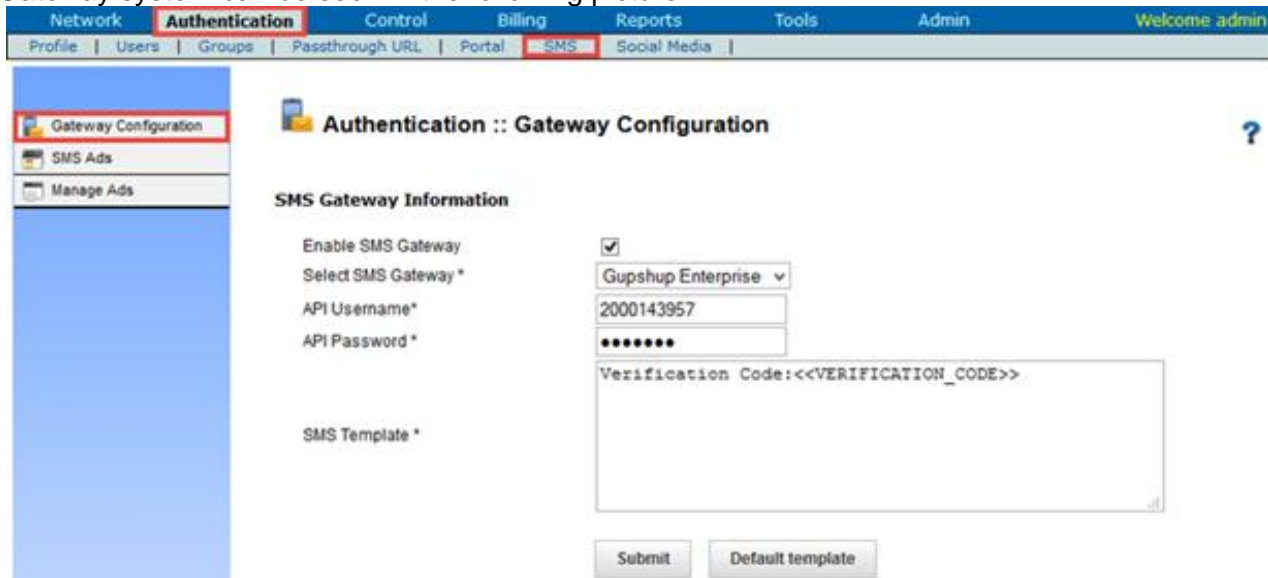 Network Authentication Control Billing Reports Tools Admin Welcome admin
Profile | Users | Groups | Passthrough URL | Portal SMS Social Media |
Gateway Configuration
SMS Ads
Manage Ads
Authentication :: Gateway Configuration
?
SMS Gateway Information
Enable SMS Gateway
Select SMS Gateway * Gupshup Enterprise
API Username* 2000143957
API Password * •••••••
SMS Template * Verification Code:<<VERIFICATION_CODE>>
Submit Default template